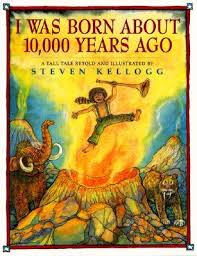 I WAS BORN ABOUT
10,000 YEARS AGO
A TALL TALE RETOLD AND ILLUSTRATED BY
STEVEN KELLOGG